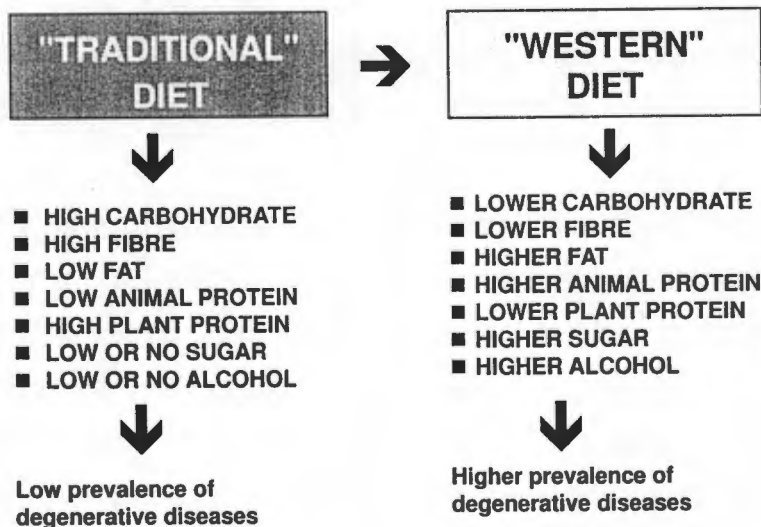 "TRADITIONAL"
DIET
■ HIGH CARBOHYDRATE
■ HIGH FIBRE
■ LOW FAT
■ LOW ANIMAL PROTEIN
■ HIGH PLANT PROTEIN
■ LOW OR NO SUGAR
■ LOW OR NO ALCOHOL
Low prevalence of
degenerative diseases
"WESTERN"
DIET
■ LOWER CARBOHYDRATE
■ LOWER FIBRE
■ HIGHER FAT
■ HIGHER ANIMAL PROTEIN
■ LOWER PLANT PROTEIN
■ HIGHER SUGAR
■ HIGHER ALCOHOL
Higher prevalence of
degenerative diseases